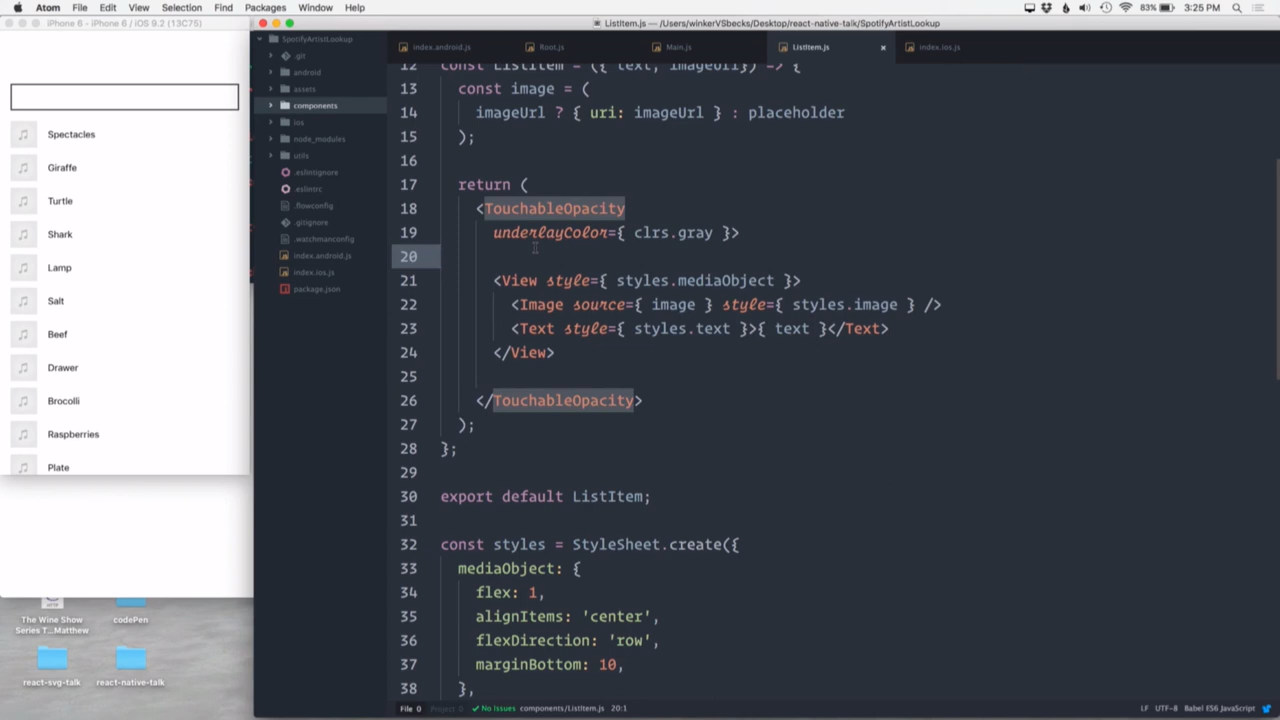 Atom File Edit View Selection Find Packages Window Help 83% Fri 3:25 PM
iPhone 6 - iPhone 6 / iOS 9.2 (13C75)
ListItem.js — /Users/winkerVSbecks/Desktop/react-native-talk/SpotifyArtistLookup
SpotifyArtistLookup
.git
android
assets
components
ios
node_modules
utils
.eslintignore
.eslintrc
.flowconfig
.gitignore
.watchmanconfig
index.android.js
index.ios.js
package.json
index.android.js Root.js Main.js ListItem.js index.ios.js
Spectacles
Giraffe
Turtle
Shark
Lamp
Salt
Beef
Drawer
Brocolli
Raspberries
Plate
12 const ListItem = ({ text, imageUrl}) => {
13 const image = (
14 imageUrl ? { uri: imageUrl } : placeholder
15 );
16
17 return (
18 <TouchableOpacity
19 underlayColor={ clrs.gray }>
20
21 <View style={ styles.mediaObject }>
22 <Image source={ image } style={ styles.image } />
23 <Text style={ styles.text }>{ text }</Text>
24 </View>
25
26 </TouchableOpacity>
27 );
28 };
29
30 export default ListItem;
31
32 const styles = StyleSheet.create({
33 mediaObject: {
34 flex: 1,
35 alignItems: 'center',
36 flexDirection: 'row',
37 marginBottom: 10,
38 },
The Wine Show
Series T...Matthew
codePen
react-svg-talk
react-native-talk
File 0 Project 0 No Issues components/ListItem.js 20:1 LF UTF-8 Babel ES6 JavaScript